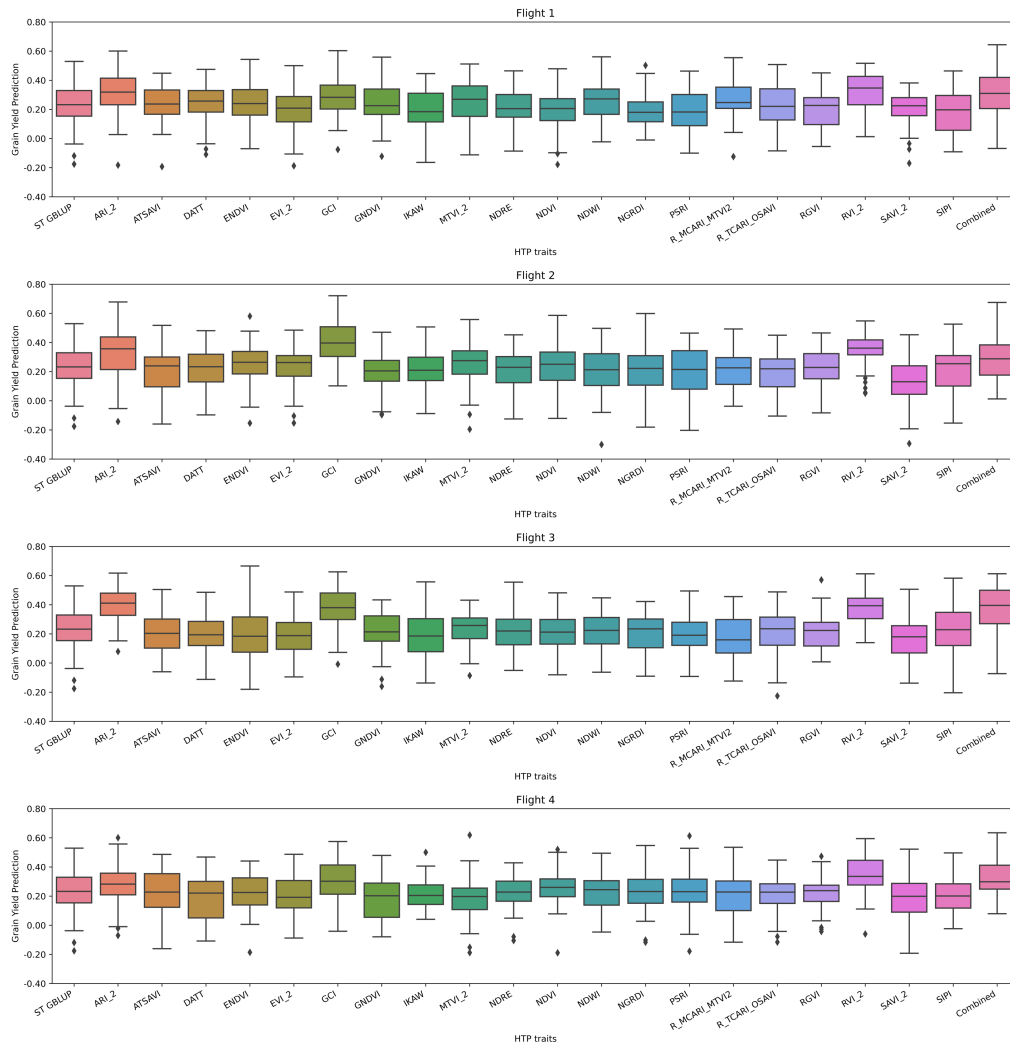 Flight 1
0.80
0.60
0.40
0.20
0.00
-0.20
-0.40
Grain Yield Prediction
ST GBLUP ARI_2 ATSAVI DATT ENDVI EVI_2 GCI GNDVI IKAW MTVI_2 NDRE NDVI NDWI NGRDI PSRI R_MCARI_MTVI2 R_TCARI_OSAVI RGVI RVI_2 SAVI_2 SIPI Combined
HTP traits
Flight 2
0.80
0.60
0.40
0.20
0.00
-0.20
-0.40
Grain Yield Prediction
ST GBLUP ARI_2 ATSAVI DATT ENDVI EVI_2 GCI GNDVI IKAW MTVI_2 NDRE NDVI NDWI NGRDI PSRI R_MCARI_MTVI2 R_TCARI_OSAVI RGVI RVI_2 SAVI_2 SIPI Combined
HTP traits
Flight 3
0.80
0.60
0.40
0.20
0.00
-0.20
-0.40
Grain Yield Prediction
ST GBLUP ARI_2 ATSAVI DATT ENDVI EVI_2 GCI GNDVI IKAW MTVI_2 NDRE NDVI NDWI NGRDI PSRI R_MCARI_MTVI2 R_TCARI_OSAVI RGVI RVI_2 SAVI_2 SIPI Combined
HTP traits
Flight 4
0.80
0.60
0.40
0.20
0.00
-0.20
-0.40
Grain Yield Prediction
ST GBLUP ARI_2 ATSAVI DATT ENDVI EVI_2 GCI GNDVI IKAW MTVI_2 NDRE NDVI NDWI NGRDI PSRI R_MCARI_MTVI2 R_TCARI_OSAVI RGVI RVI_2 SAVI_2 SIPI Combined
HTP traits